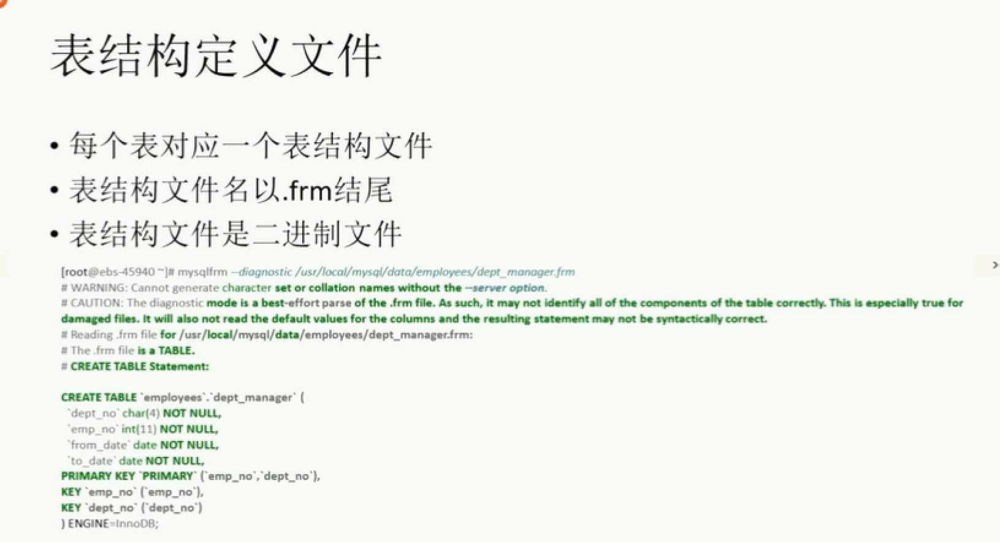 表结构定义文件
• 每个表对应一个表结构文件
• 表结构文件名以.frm结尾
• 表结构文件是二进制文件
[root@ebs-45940 ~]# mysqlfrm --diagnostic /usr/local/mysql/data/employees/dept_manager.frm
# WARNING: Cannot generate character set or collation names without the --server option.
# CAUTION: The diagnostic mode is a best-effort parse of the .frm file. As such, it may not identify all of the components of the table correctly. This is especially true for
damaged files. It will also not read the default values for the columns and the resulting statement may not be syntactically correct.
# Reading .frm file for /usr/local/mysql/data/employees/dept_manager.frm:
# The .frm file is a TABLE.
# CREATE TABLE Statement:
CREATE TABLE `employees`.`dept_manager` (
`dept_no` char(4) NOT NULL,
`emp_no` int(11) NOT NULL,
`from_date` date NOT NULL,
`to_date` date NOT NULL,
PRIMARY KEY `PRIMARY` (`emp_no`,`dept_no`),
KEY `emp_no` (`emp_no`),
KEY `dept_no` (`dept_no`)
) ENGINE=InnoDB;